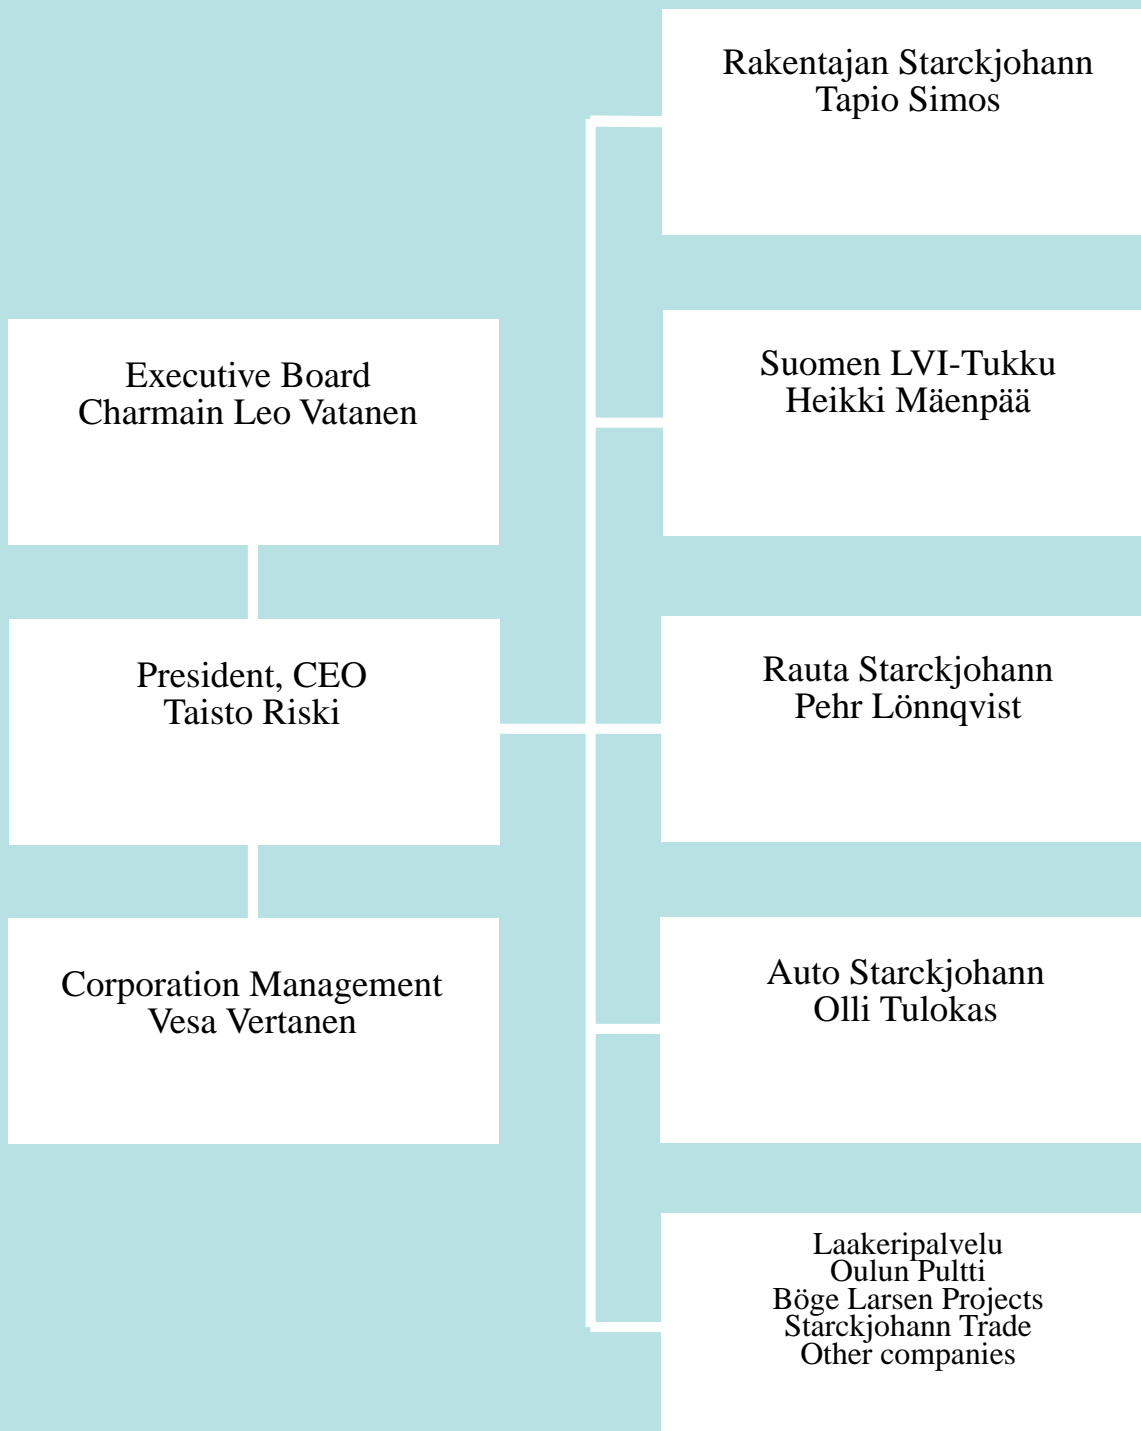 Executive Board
Charmain Leo Vatanen
President, CEO
Taisto Riski
Corporation Management
Vesa Vertanen
Rakentajan Starckjohann
Tapio Simos
Suomen LVI-Tukku
Heikki Mäenpää
Rauta Starckjohann
Pehr Lönnqvist
Auto Starckjohann
Olli Tulokas
Laakeripalvelu
Oulun Pultti
Böge Larsen Projects
Starckjohann Trade
Other companies